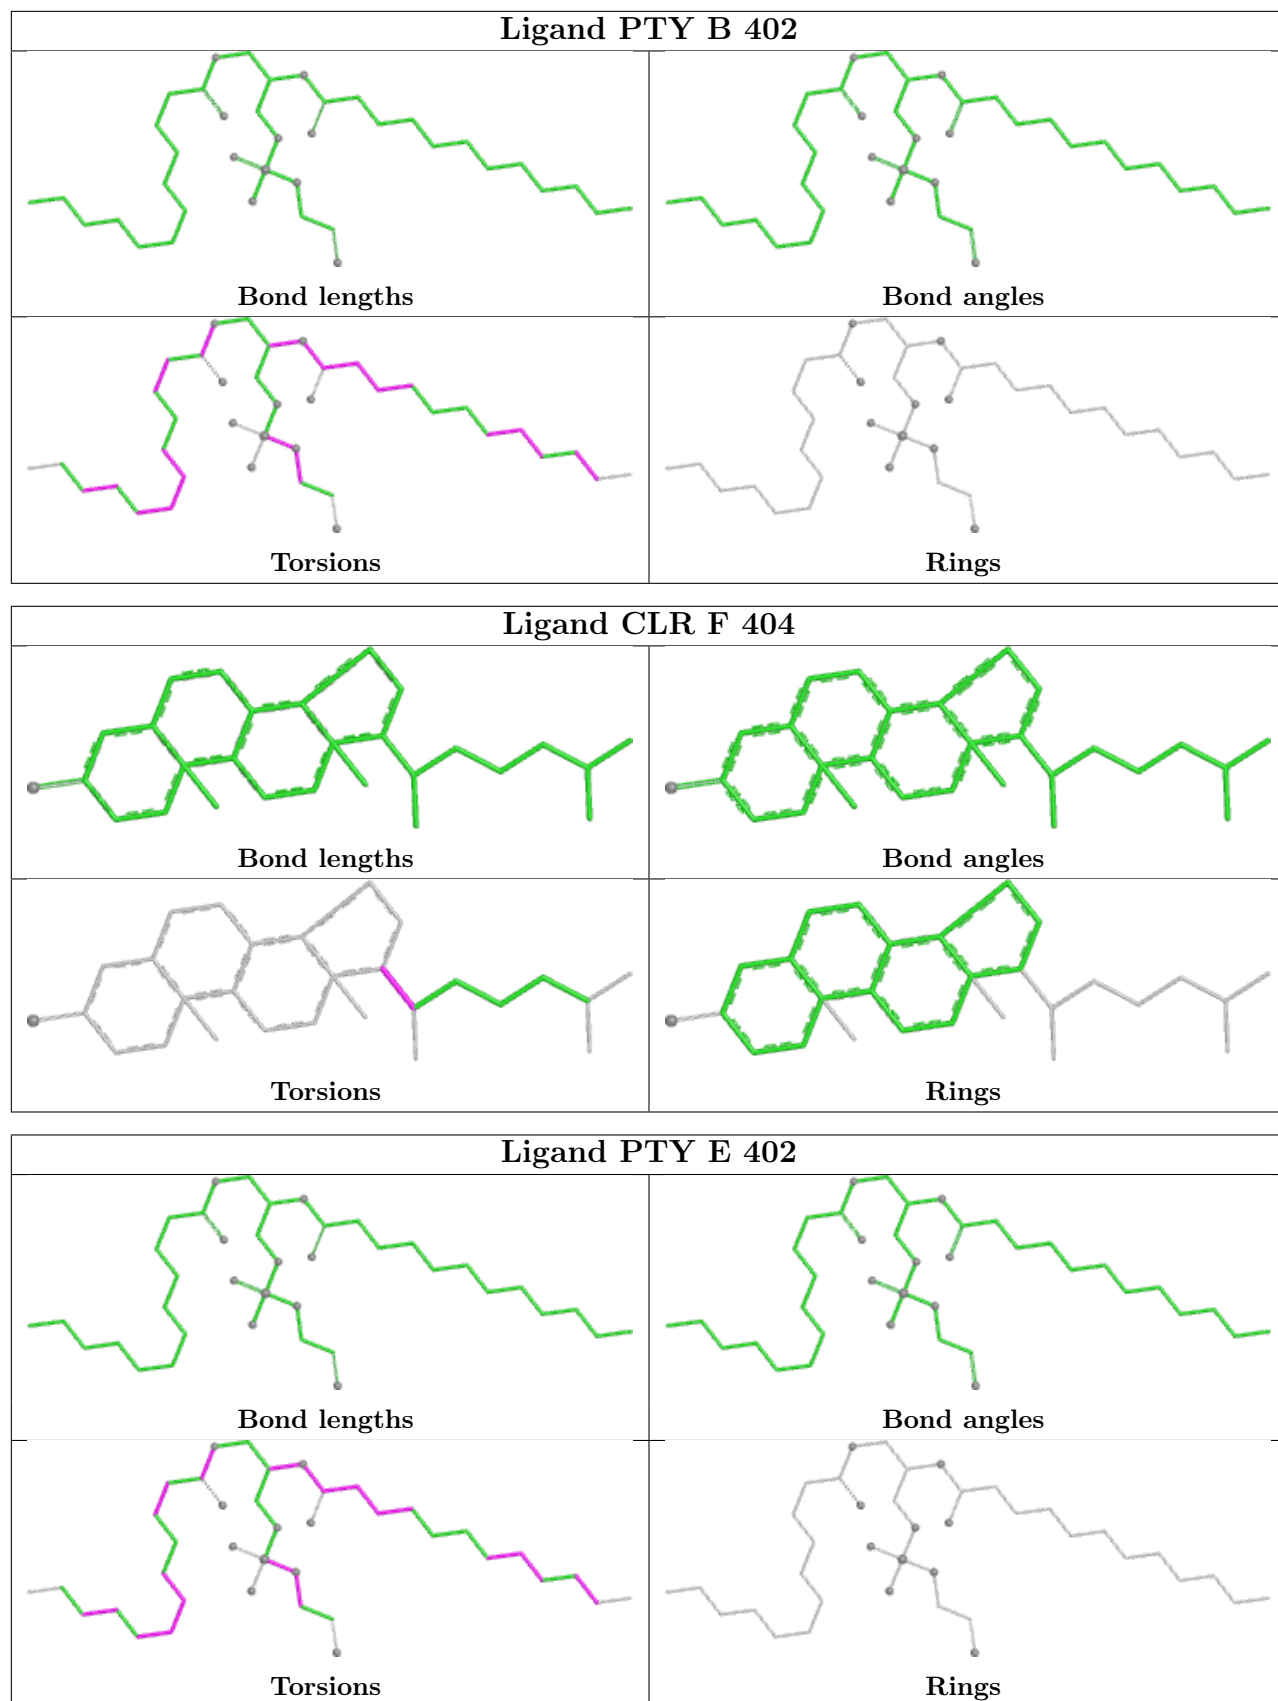 Ligand PTY B 402
Bond lengths
Bond angles
Torsions
Rings
Ligand CLR F 404
Bond lengths
Bond angles
Torsions
Rings
Ligand PTY E 402
Bond lengths
Bond angles
Torsions
Rings